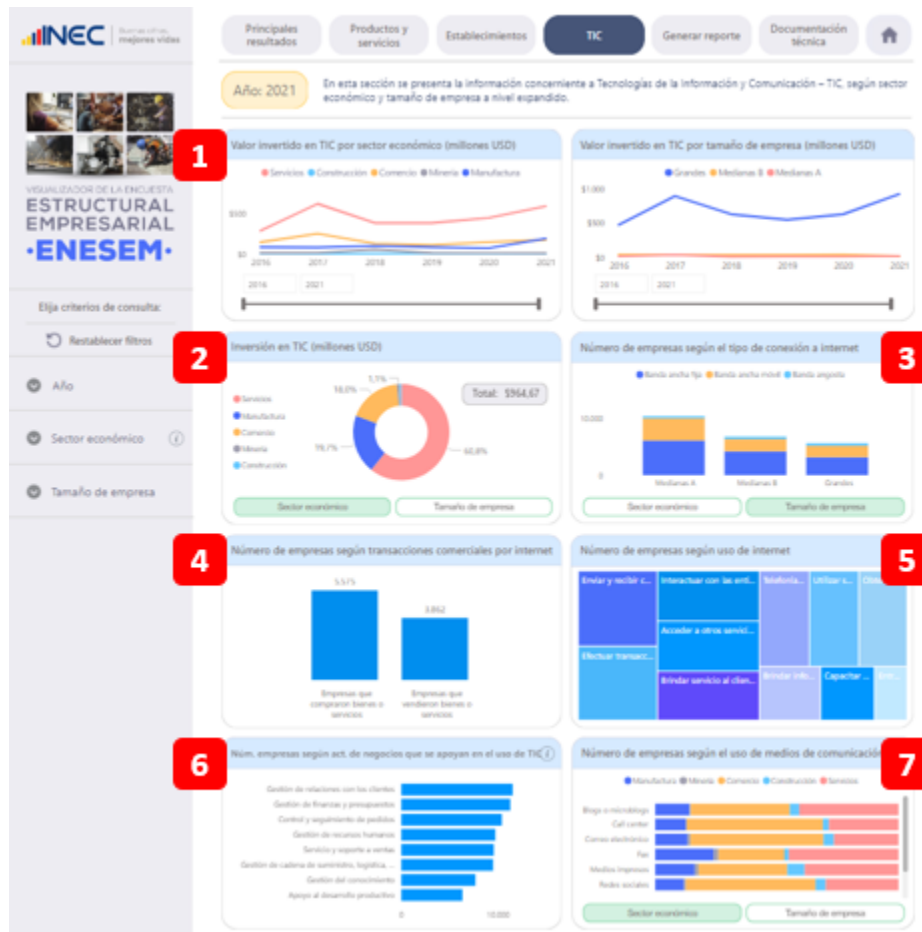 INEC
Buenas cifras,
mejores vidas
Principales
resultados
Productos y
servicios
Establecimientos
TIC
Generar reporte
Documentación
técnica
Año: 2021
En esta sección se presenta la información concerniente a Tecnologías de la Información y Comunicación – TIC, según sector
económico y tamaño de empresa a nivel expandido.
VISUALIZADOR DE LA ENCUESTA
ESTRUCTURAL
EMPRESARIAL
·ENESEM·
Elija criterios de consulta:
Restablecer filtros
Año
Sector económico
Tamaño de empresa
1
Valor invertido en TIC por sector económico (millones USD)
Servicios Construcción Comercio Minería Manufactura
$500
$0
2016 2017 2018 2019 2020 2021
2016 2021
Valor invertido en TIC por tamaño de empresa (millones USD)
Grandes Medianas B Medianas A
$1.000
$500
$0
2016 2017 2018 2019 2020 2021
2016 2021
2
Inversión en TIC (millones USD)
Servicios
Manufactura
Comercio
Minería
Construcción
1,1%
18,0%
19,7%
60,8%
Total: $964,67
Sector económico Tamaño de empresa
3
Número de empresas según el tipo de conexión a internet
Banda ancha fija Banda ancha móvil Banda angosta
10.000
0
Medianas A Medianas B Grandes
Sector económico Tamaño de empresa
4
Número de empresas según transacciones comerciales por internet
5.575
3.862
Empresas que
compraron bienes o
servicios
Empresas que
vendieron bienes o
servicios
5
Número de empresas según uso de internet
Enviar y recibir c...
Interactuar con las enti...
Telefonía...
Utilizar s...
Acceder a otros servici...
Efectuar transacc...
Brindar servicio al clien...
Brindar info...
Capacitar ...
6
Núm. empresas según act. de negocios que se apoyan en el uso de TIC
Gestión de relaciones con los clientes
Gestión de finanzas y presupuestos
Control y seguimiento de pedidos
Gestión de recursos humanos
Servicio y soporte a ventas
Gestión de cadena de suministro, logística, ...
Gestión del conocimiento
Apoyo al desarrollo productivo
0 10.000
7
Número de empresas según el uso de medios de comunicación
Manufactura Minería Comercio Construcción Servicios
Blogs o microblogs
Call center
Correo electrónico
Fax
Medios impresos
Redes sociales
Sector económico Tamaño de empresa